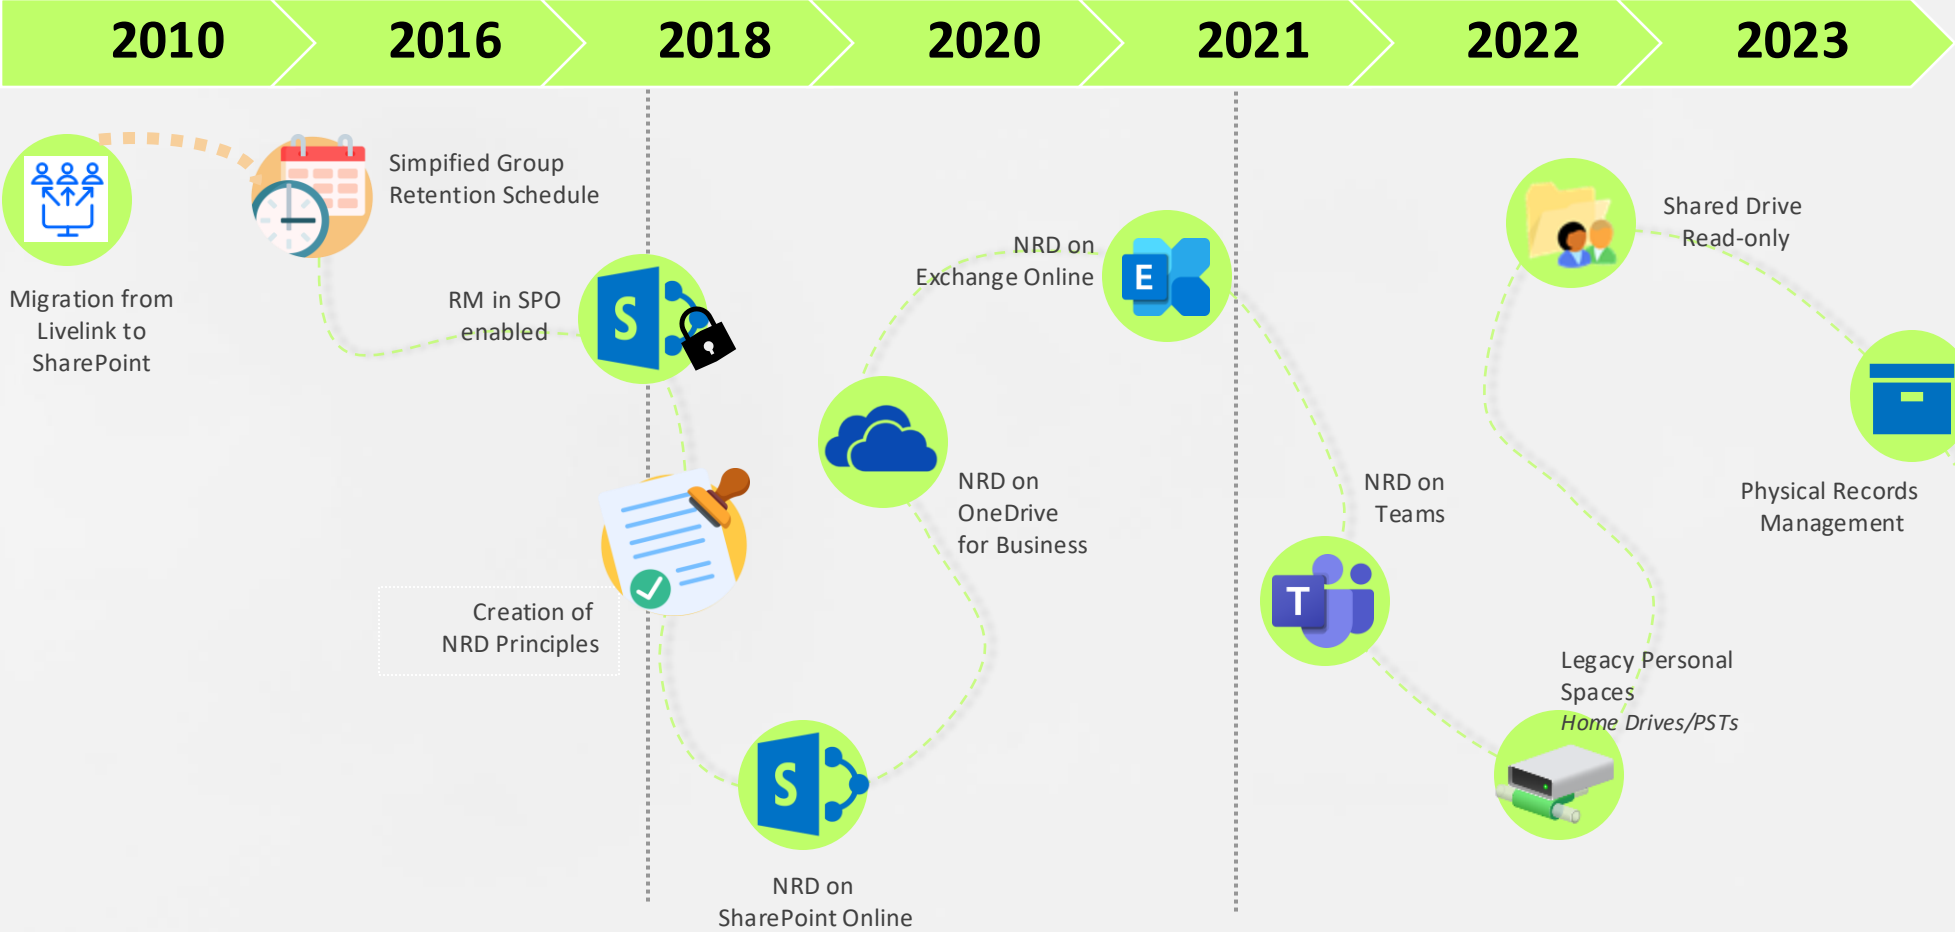 2010
2016
2018
2020
2021
2022
2023
Migration from
Livelink to
SharePoint
Simpified Group
Retention Schedule
RM in SPO
enabled
S
Creation of
NRD Principles
S
NRD on
SharePoint Online
NRD on
OneDrive
for Business
NRD on
Exchange Online
E
NRD on
Teams
T
Legacy Personal
Spaces
Home Drives/PSTs
Shared Drive
Read-only
Physical Records
Management